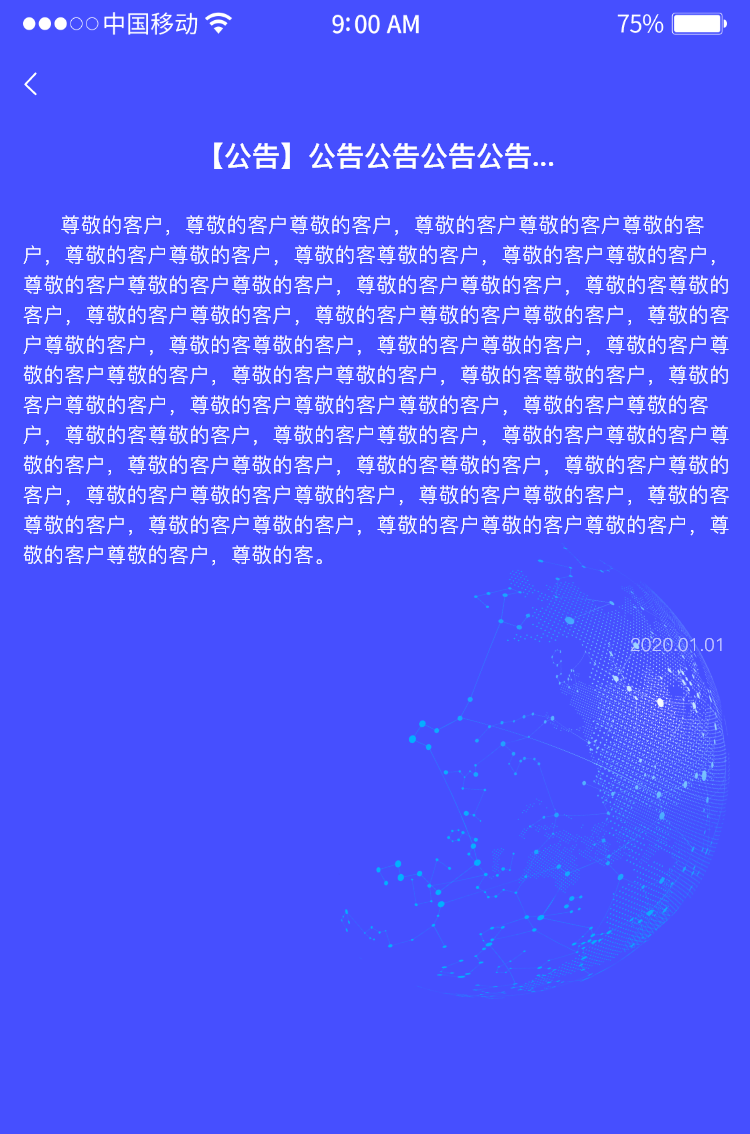 中国移动 9:00 AM 75%
【公告】公告公告公告公告...
尊敬的客户，尊敬的客户尊敬的客户，尊敬的客户尊敬的客户尊敬的客
户，尊敬的客户尊敬的客户，尊敬的客尊敬的客户，尊敬的客户尊敬的客户，
尊敬的客户尊敬的客户尊敬的客户，尊敬的客户尊敬的客户，尊敬的客尊敬的
客户，尊敬的客户尊敬的客户，尊敬的客户尊敬的客户尊敬的客户，尊敬的客
户尊敬的客户，尊敬的客尊敬的客户，尊敬的客户尊敬的客户，尊敬的客户尊
敬的客户尊敬的客户，尊敬的客户尊敬的客户，尊敬的客尊敬的客户，尊敬的
客户尊敬的客户，尊敬的客户尊敬的客户尊敬的客户，尊敬的客户尊敬的客
户，尊敬的客尊敬的客户，尊敬的客户尊敬的客户，尊敬的客户尊敬的客户尊
敬的客户，尊敬的客户尊敬的客户，尊敬的客尊敬的客户，尊敬的客户尊敬的
客户，尊敬的客户尊敬的客户尊敬的客户，尊敬的客户尊敬的客户，尊敬的客
尊敬的客户，尊敬的客户尊敬的客户，尊敬的客户尊敬的客户尊敬的客户，尊
敬的客户尊敬的客户，尊敬的客。
2020.01.01